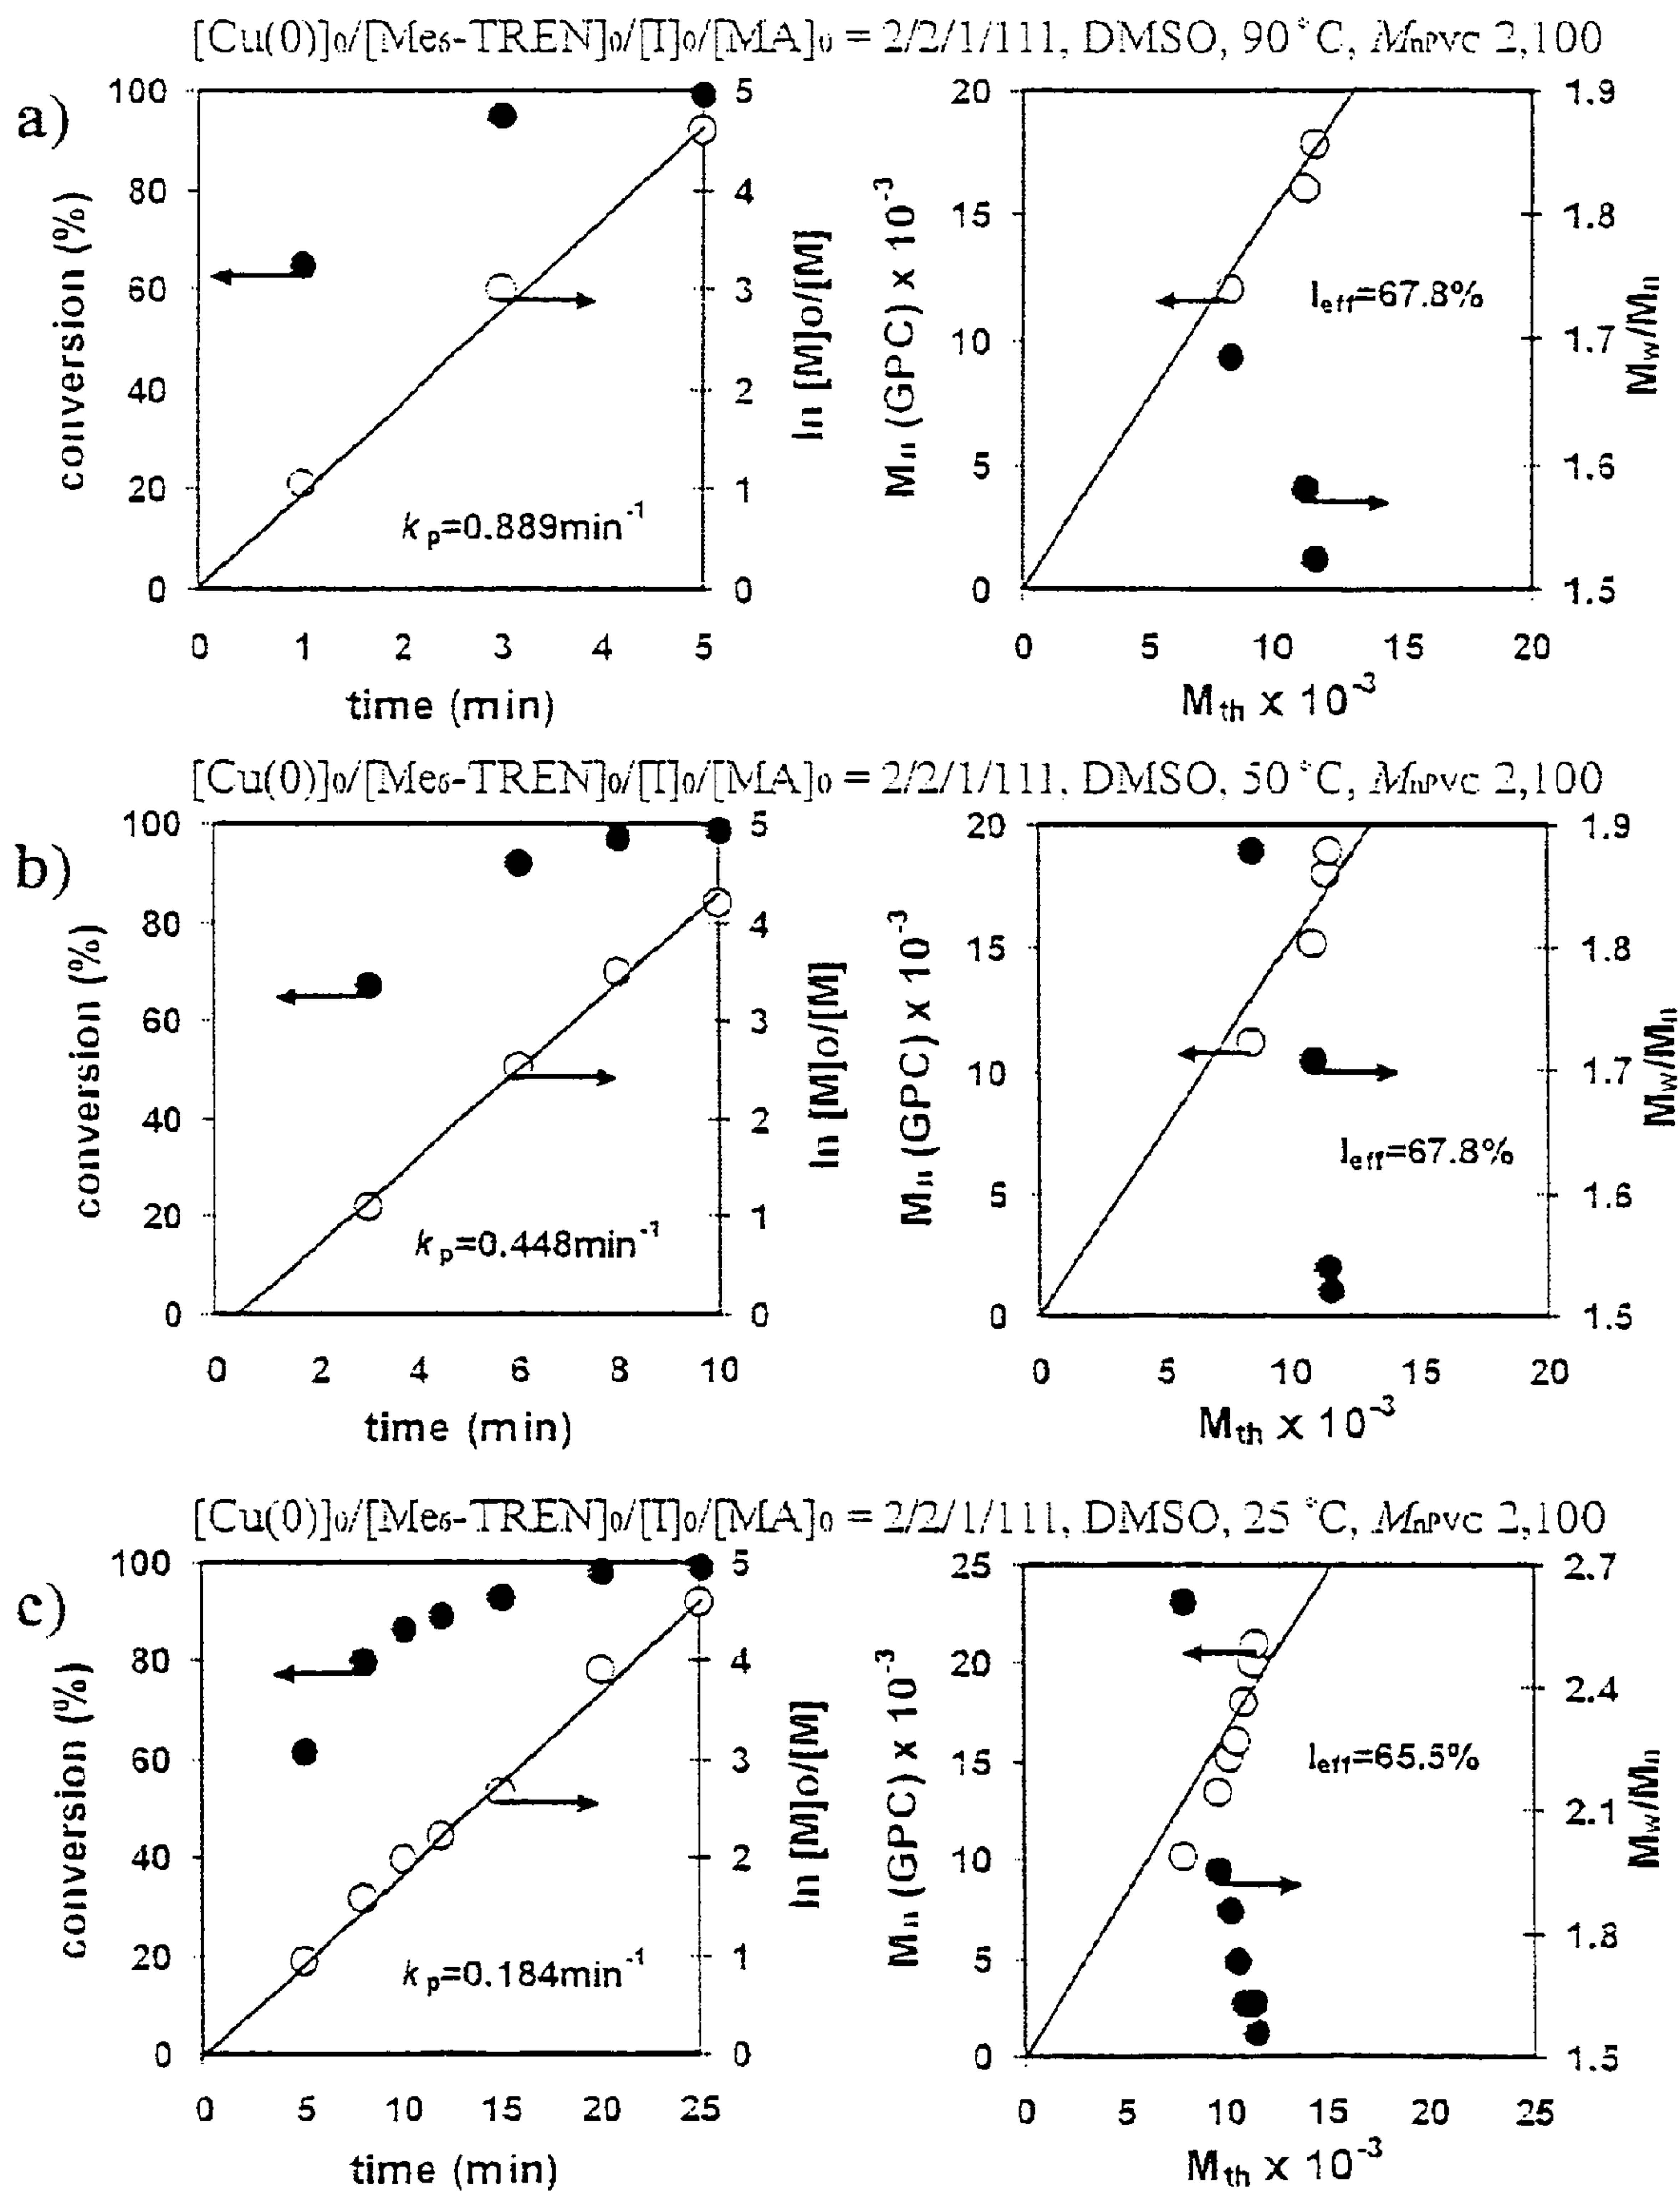 [Cu(0)]0/[Me6-TREN]0/[I]0/[MA]0 = 2/2/1/111, DMSO, 90 °C, MnPVC 2,100
a)
100
80
60
40
20
0
conversion (%)
5
4
3
2
1
0
ln [M]o/[M]
kp=0.889min-1
0 1 2 3 4 5
time (min)
20
15
10
5
0
Mn (GPC) x 10-3
1.9
1.8
1.7
1.6
1.5
Mw/Mn
Ieff=67.8%
0 5 10 15 20
Mth x 10-3
[Cu(0)]0/[Me6-TREN]0/[I]0/[MA]0 = 2/2/1/111, DMSO, 50 °C, MnPVC 2,100
b)
100
80
60
40
20
0
conversion (%)
5
4
3
2
1
0
ln [M]o/[M]
kp=0.448min-1
0 2 4 6 8 10
time (min)
20
15
10
5
0
Mn (GPC) x 10-3
1.9
1.8
1.7
1.6
1.5
Mw/Mn
Ieff=67.8%
0 5 10 15 20
Mth x 10-3
[Cu(0)]0/[Me6-TREN]0/[I]0/[MA]0 = 2/2/1/111, DMSO, 25 °C, MnPVC 2,100
c)
100
80
60
40
20
0
conversion (%)
5
4
3
2
1
0
ln [M]o/[M]
kp=0.184min-1
0 5 10 15 20 25
time (min)
25
20
15
10
5
0
Mn (GPC) x 10-3
2.7
2.4
2.1
1.8
1.5
Mw/Mn
Ieff=65.5%
0 5 10 15 20 25
Mth x 10-3